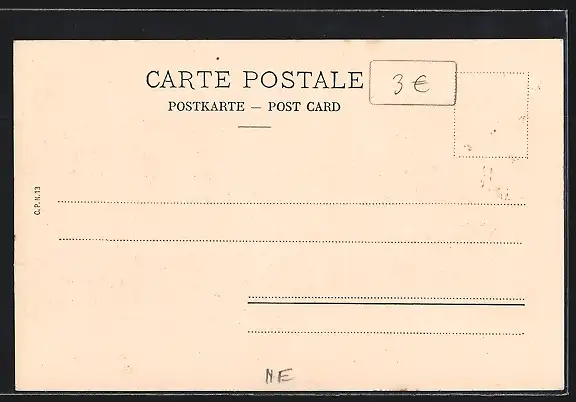 CARTE POSTALE
POSTKARTE — POST CARD
3 €
C. P. N. 13
NE